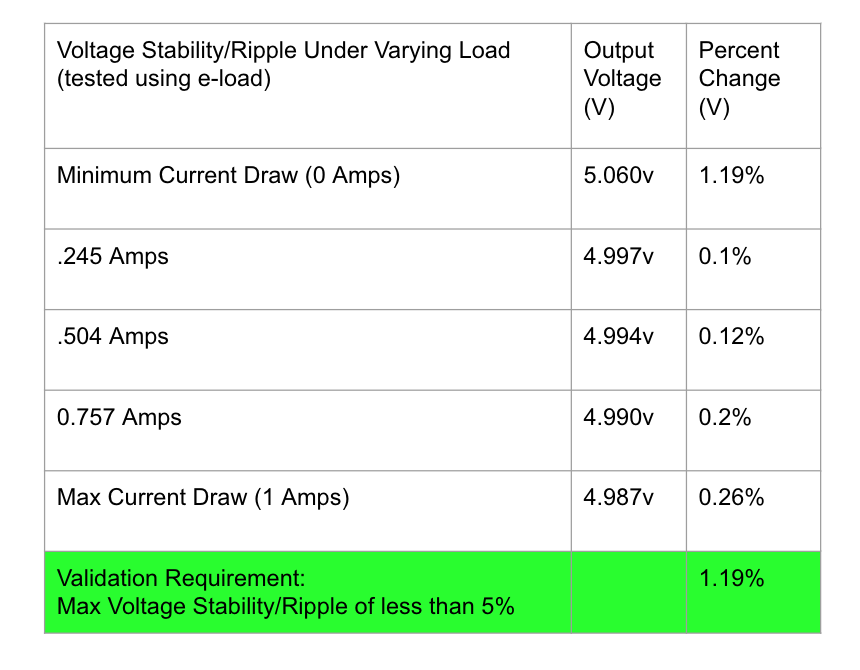 Voltage Stability/Ripple Under Varying Load
(tested using e-load)
Output
Voltage
(V)
Percent
Change
(V)
Minimum Current Draw (0 Amps)
5.060v
1.19%
.245 Amps
4.997v
0.1%
.504 Amps
4.994v
0.12%
0.757 Amps
4.990v
0.2%
Max Current Draw (1 Amps)
4.987v
0.26%
Validation Requirement:
Max Voltage Stability/Ripple of less than 5%
1.19%